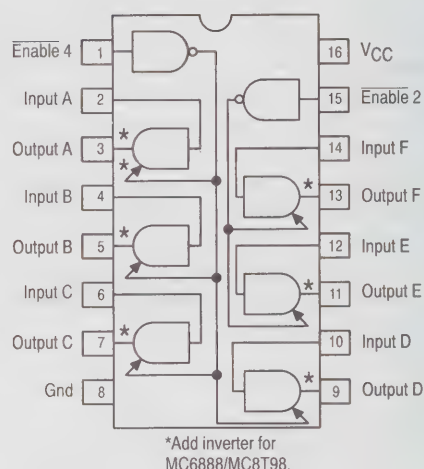 Enable 4
1
Input A
2
Output A
3
Input B
4
Output B
5
Input C
6
Output C
7
Gnd
8
16
VCC
15
Enable 2
14
Input F
13
Output F
12
Input E
11
Output E
10
Input D
9
Output D
*
*
*
*
*
*
*
*Add inverter for
MC6888/MC8T98.